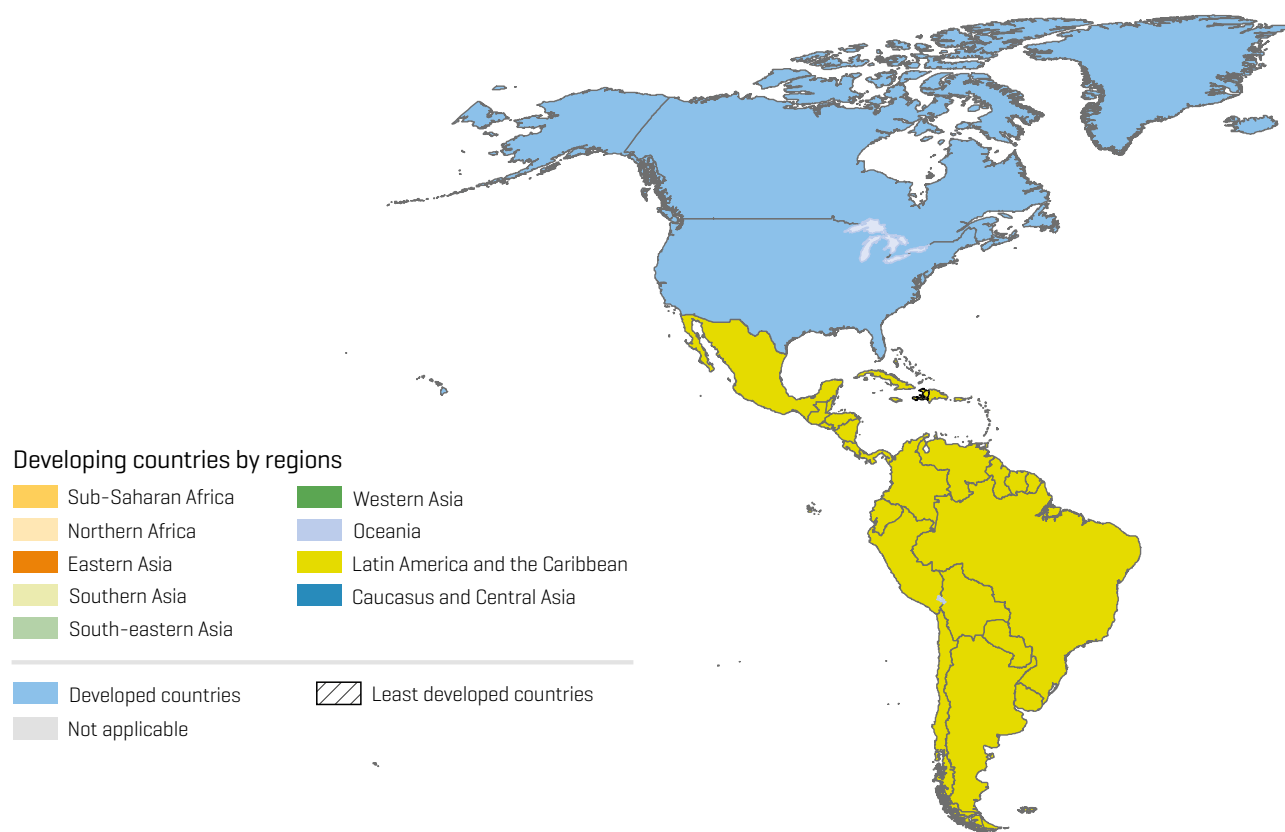 Developing countries by regions
Sub-Saharan Africa
Northern Africa
Eastern Asia
Southern Asia
South-eastern Asia
Western Asia
Oceania
Latin America and the Caribbean
Caucasus and Central Asia
Developed countries
Not applicable
Least developed countries